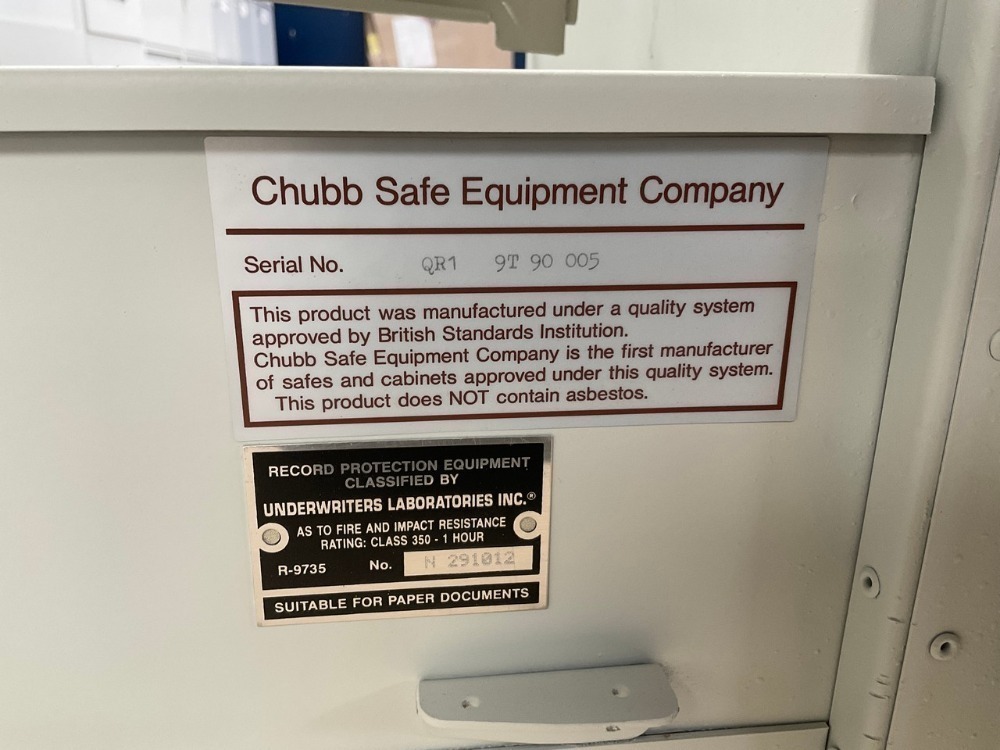 Chubb Safe Equipment Company
Serial No. QR1 9T 90 005
This product was manufactured under a quality system
approved by British Standards Institution.
Chubb Safe Equipment Company is the first manufacturer
of safes and cabinets approved under this quality system.
This product does NOT contain asbestos.
RECORD PROTECTION EQUIPMENT
CLASSIFIED BY
UNDERWRITERS LABORATORIES INC.®
AS TO FIRE AND IMPACT RESISTANCE
RATING: CLASS 350 - 1 HOUR
R-9735 No. N 291012
SUITABLE FOR PAPER DOCUMENTS